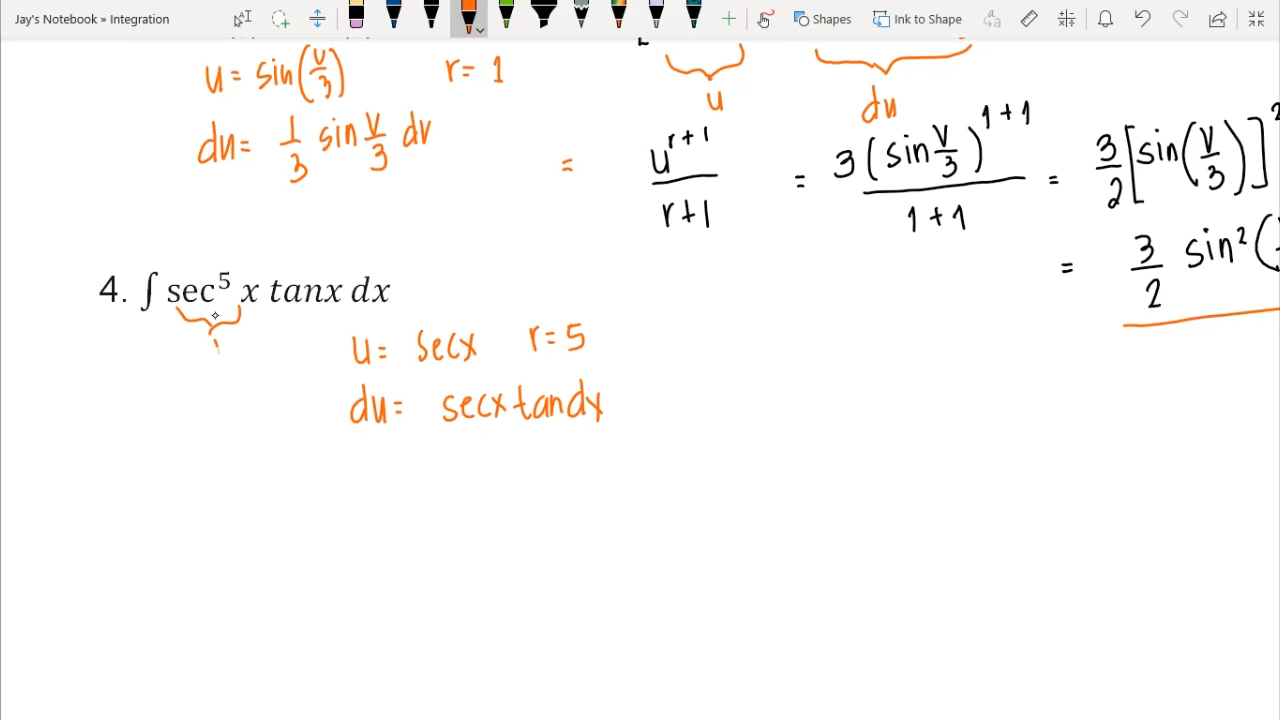 Jay's Notebook » Integration
Shapes
Ink to Shape
u = sin(v/3) r = 1
du = 1/3 sin v/3 dv
u
du
= u^(r+1)/(r+1) = 3(sin v/3)^(1+1)/(1+1) = 3/2 [sin(v/3)]²
= 3/2 sin² (
4. ∫ sec⁵ x tanx dx
u = secx r = 5
du = secxtandx